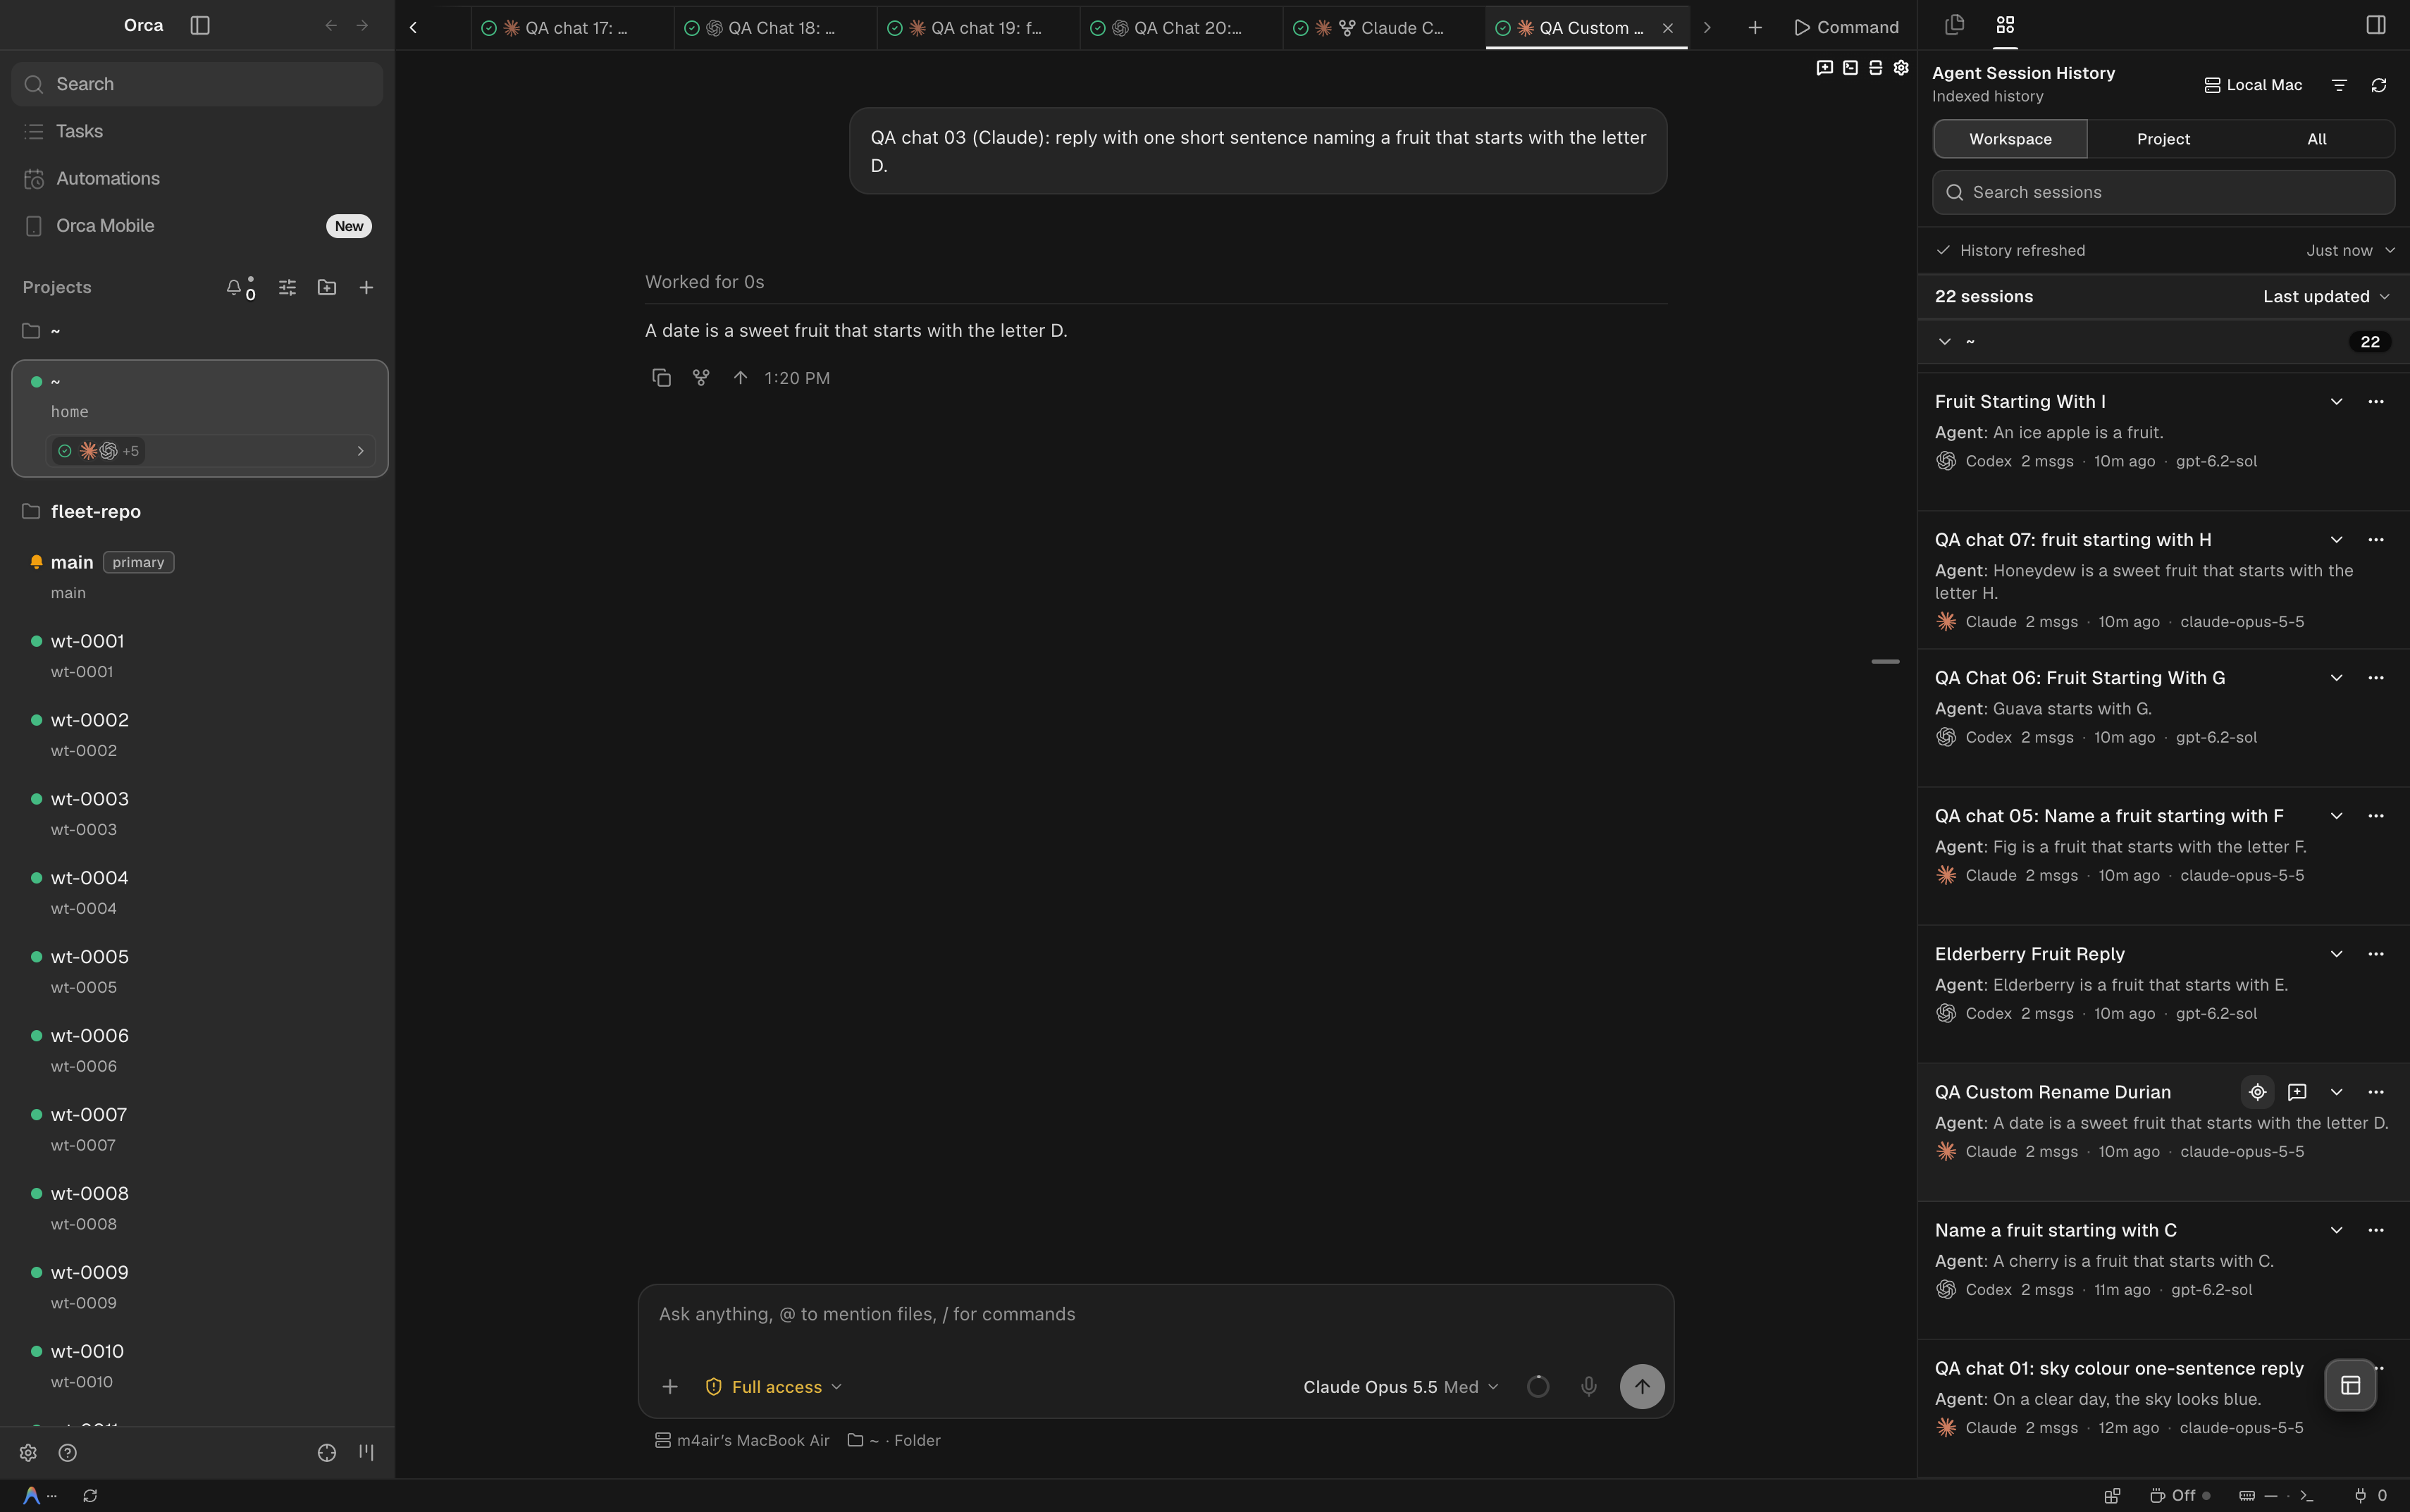 Orca
Search
Tasks
Automations
Orca Mobile
New
Projects
0
~
~
home
+5
fleet-repo
main primary
main
wt-0001
wt-0001
wt-0002
wt-0002
wt-0003
wt-0003
wt-0004
wt-0004
wt-0005
wt-0005
wt-0006
wt-0006
wt-0007
wt-0007
wt-0008
wt-0008
wt-0009
wt-0009
wt-0010
wt-0010
QA chat 17: ...
QA Chat 18: ...
QA chat 19: f...
QA Chat 20:...
Claude C...
QA Custom ...
Command
QA chat 03 (Claude): reply with one short sentence naming a fruit that starts with the letter
D.
Worked for 0s
A date is a sweet fruit that starts with the letter D.
1:20 PM
Ask anything, @ to mention files, / for commands
Full access
Claude Opus 5.5 Med
m4air's MacBook Air
~ · Folder
Agent Session History
Indexed history
Local Mac
Workspace
Project
All
Search sessions
History refreshed
Just now
22 sessions
Last updated
~
22
Fruit Starting With I
Agent: An ice apple is a fruit.
Codex 2 msgs · 10m ago · gpt-6.2-sol
QA chat 07: fruit starting with H
Agent: Honeydew is a sweet fruit that starts with the
letter H.
Claude 2 msgs · 10m ago · claude-opus-5-5
QA Chat 06: Fruit Starting With G
Agent: Guava starts with G.
Codex 2 msgs · 10m ago · gpt-6.2-sol
QA chat 05: Name a fruit starting with F
Agent: Fig is a fruit that starts with the letter F.
Claude 2 msgs · 10m ago · claude-opus-5-5
Elderberry Fruit Reply
Agent: Elderberry is a fruit that starts with E.
Codex 2 msgs · 10m ago · gpt-6.2-sol
QA Custom Rename Durian
Agent: A date is a sweet fruit that starts with the letter D.
Claude 2 msgs · 10m ago · claude-opus-5-5
Name a fruit starting with C
Agent: A cherry is a fruit that starts with C.
Codex 2 msgs · 11m ago · gpt-6.2-sol
QA chat 01: sky colour one-sentence reply
Agent: On a clear day, the sky looks blue.
Claude 2 msgs · 12m ago · claude-opus-5-5
Off
0